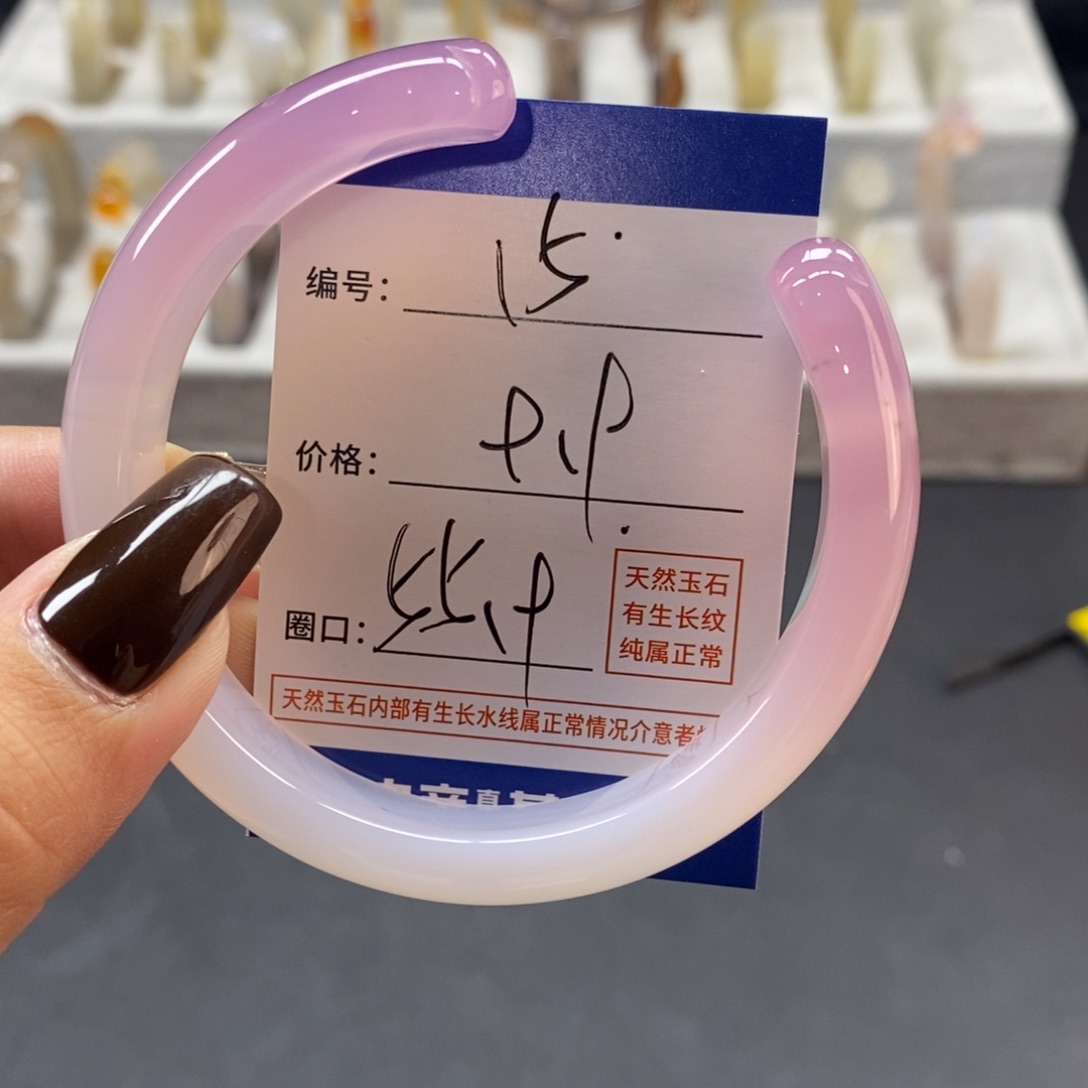 编号： 15.
价格：
圈口：
天然玉石
有生长纹
纯属正常
天然玉石内部有生长水线属正常情况介意者